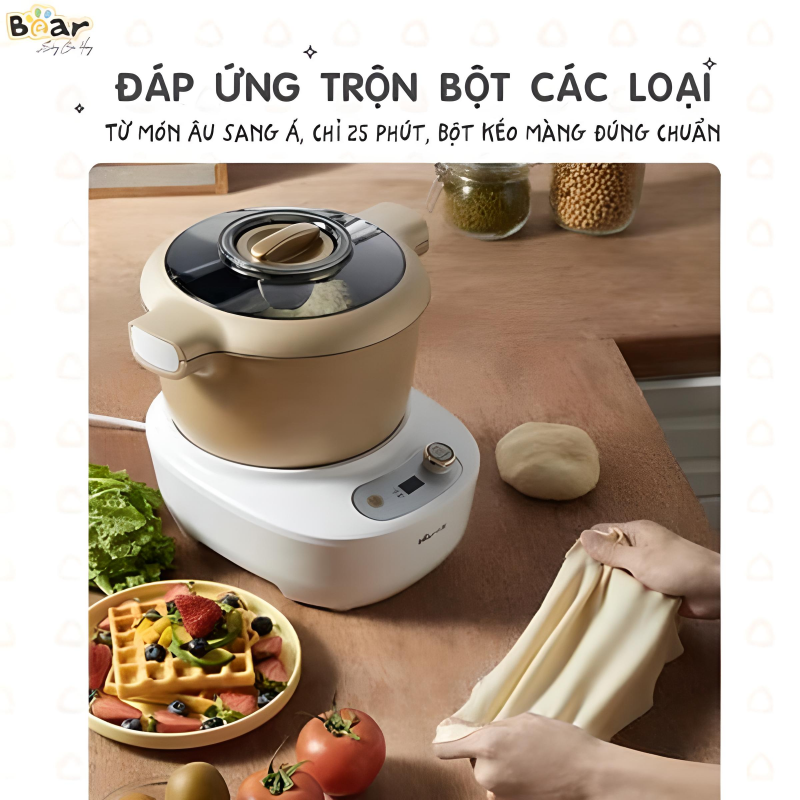 Bear
ĐÁP ỨNG TRỘN BỘT CÁC LOẠI
TỪ MÓN ÂU SANG Á, CHỈ 25 PHÚT, BỘT KÉO MÀNG ĐÚNG CHUẨN